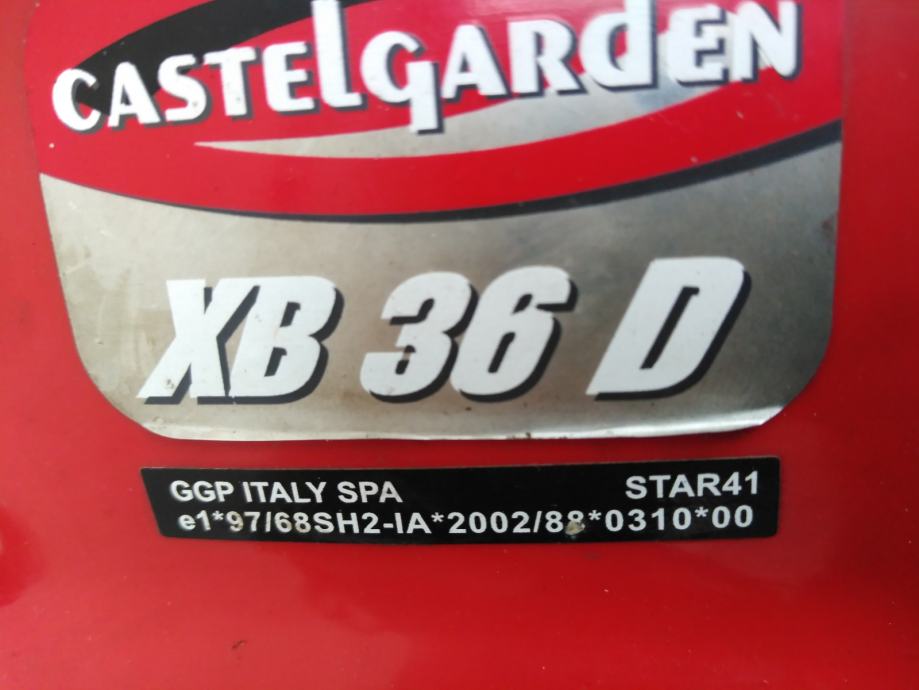 CASTELGARDEN
XB 36 D
GGP ITALY SPA STAR41
e1*97/68SH2-IA*2002/88*0310*00